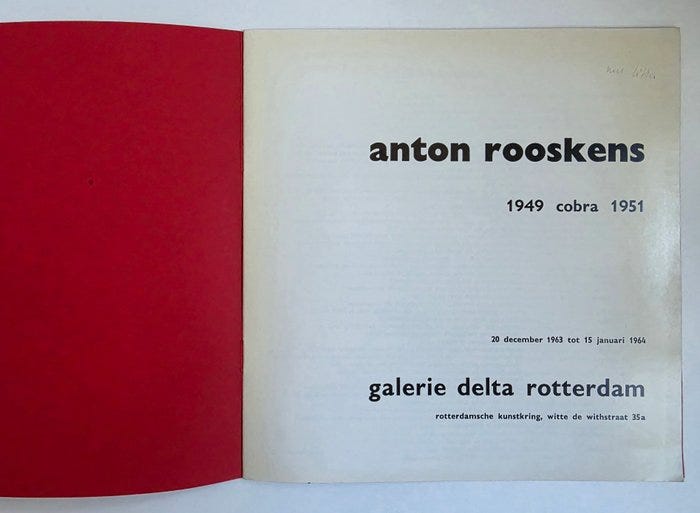 anton rooskens
1949 cobra 1951
20 december 1963 tot 15 januari 1964
galerie delta rotterdam
rotterdamsche kunstkring, witte de withstraat 35a